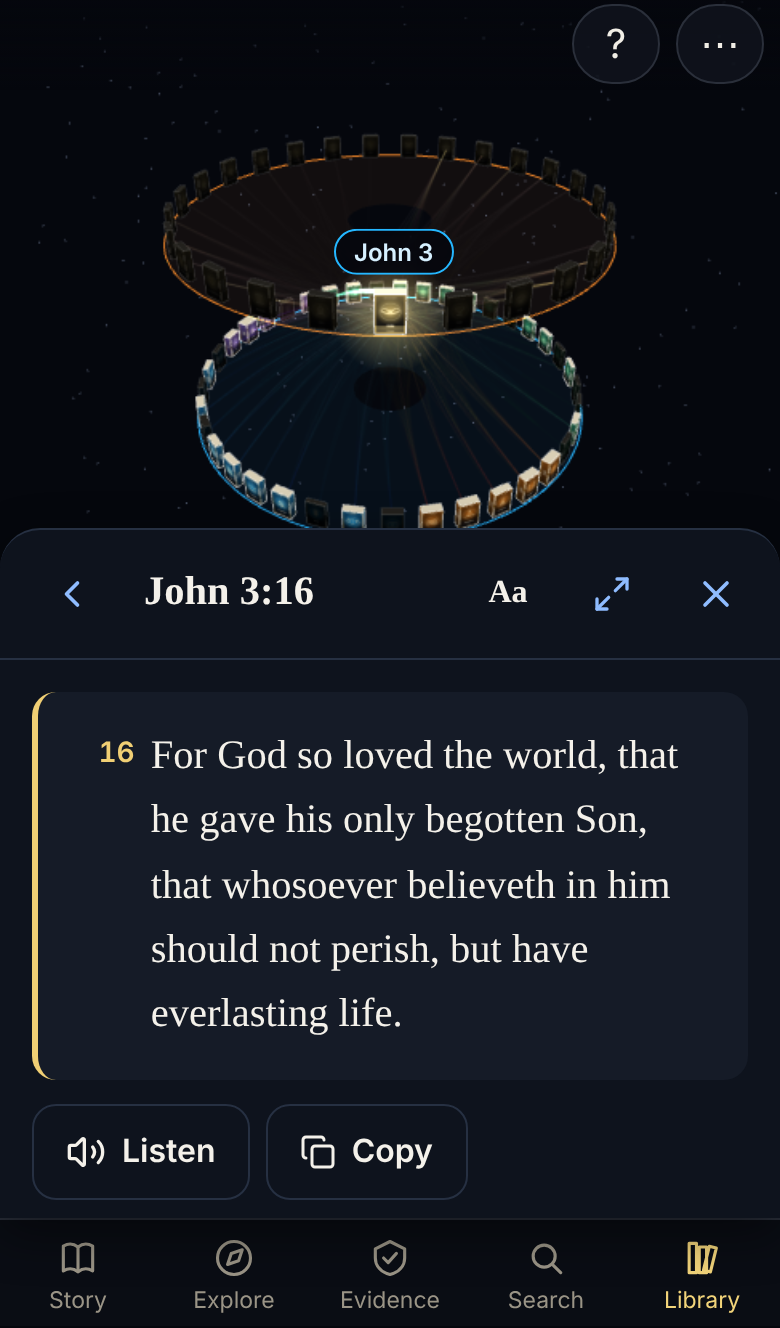 ?
...
John 3
John 3:16
Aa
16 For God so loved the world, that
he gave his only begotten Son,
that whosoever believeth in him
should not perish, but have
everlasting life.
Listen
Copy
Story
Explore
Evidence
Search
Library